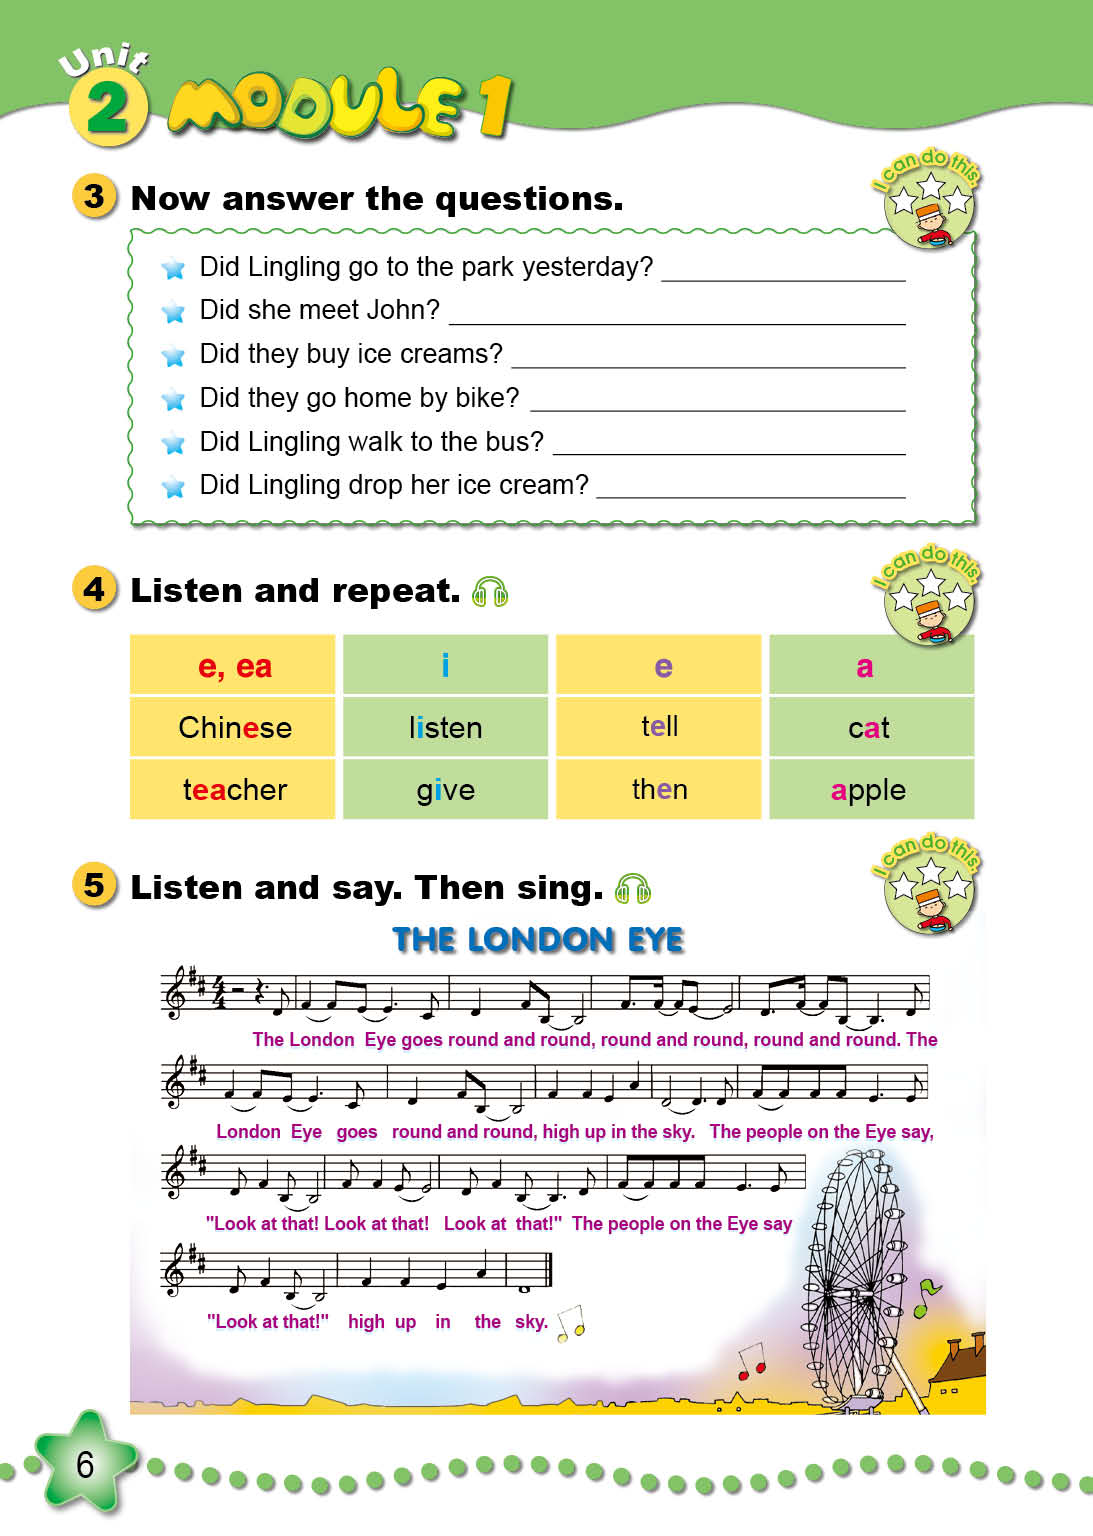 Unit
2 MODULE 1
I can do this.
3 Now answer the questions.
Did Lingling go to the park yesterday? ________________
Did she meet John? ________________
Did they buy ice creams? ________________
Did they go home by bike? ________________
Did Lingling walk to the bus? ________________
Did Lingling drop her ice cream? ________________
I can do this.
4 Listen and repeat.
e, ea i e a
Chinese listen tell cat
teacher give then apple
I can do this.
5 Listen and say. Then sing.
THE LONDON EYE
4/4
The London Eye goes round and round, round and round, round and round. The
London Eye goes round and round, high up in the sky. The people on the Eye say,
"Look at that! Look at that! Look at that!" The people on the Eye say
"Look at that!" high up in the sky.
6